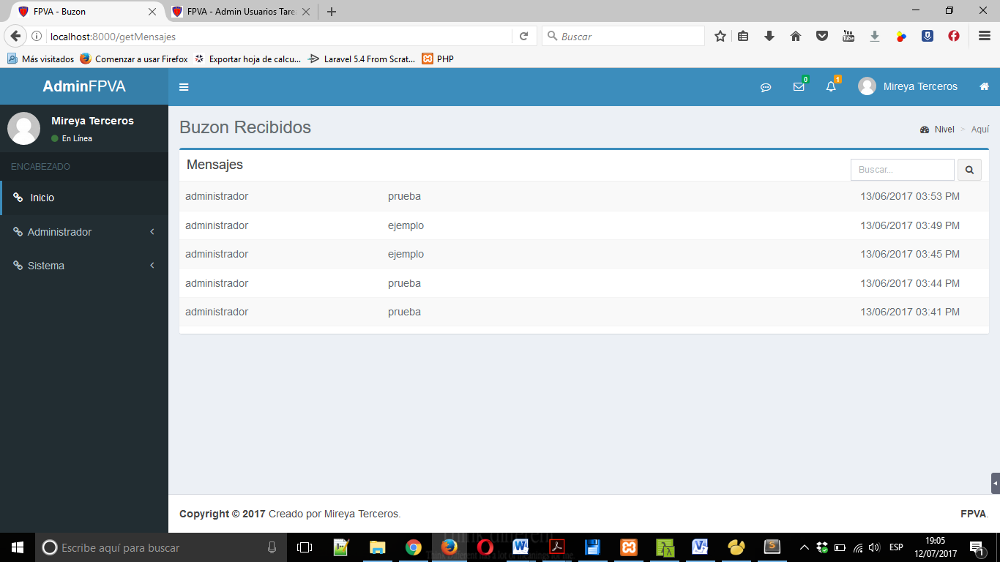 FPVA - Buzon
FPVA - Admin Usuarios Tare
localhost:8000/getMensajes
Buscar
You Tube
Más visitados
Comenzar a usar Firefox
Exportar hoja de calcu...
Laravel 5.4 From Scrat...
PHP
AdminFPVA
0
1
Mireya Terceros
Mireya Terceros
En Línea
Buzon Recibidos
Nivel > Aquí
ENCABEZADO
Mensajes
Buscar...
Inicio
administrador prueba 13/06/2017 03:53 PM
Administrador
administrador ejemplo 13/06/2017 03:49 PM
administrador ejemplo 13/06/2017 03:45 PM
Sistema
administrador prueba 13/06/2017 03:44 PM
administrador prueba 13/06/2017 03:41 PM
Copyright © 2017 Creado por Mireya Terceros.
FPVA.
Escribe aquí para buscar
ESP
19:05
12/07/2017
1